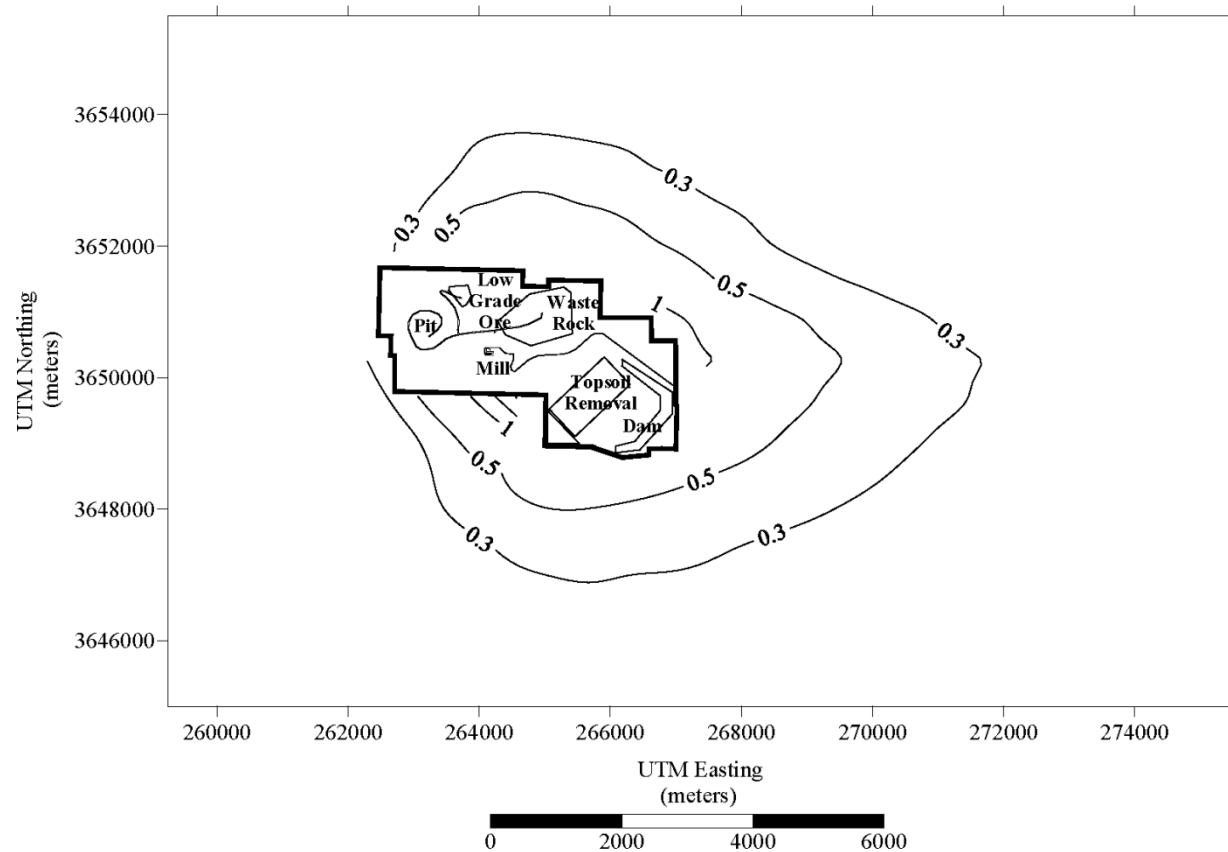 3654000
3652000
3650000
3648000
3646000
UTM Northing
(meters)
0.3
0.3
0.5
0.5
1
0.3
Low
Grade
Ore
Waste
Rock
Pit
Mill
Topsoil
Removal
Dam
1
0.5
0.5
0.3
0.3
260000
262000
264000
266000
268000
270000
272000
274000
UTM Easting
(meters)
0
2000
4000
6000